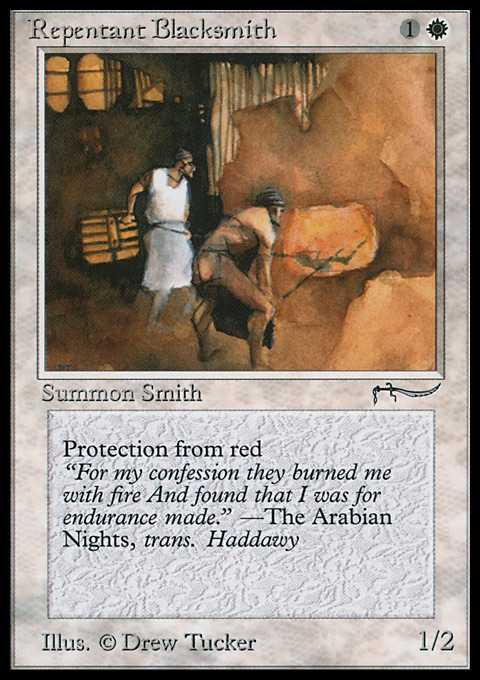 Repentant Blacksmith 1
Summon Smith
Protection from red
“For my confession they burned me
with fire And found that I was for
endurance made.” —The Arabian
Nights, trans. Haddawy
Illus. © Drew Tucker 1/2